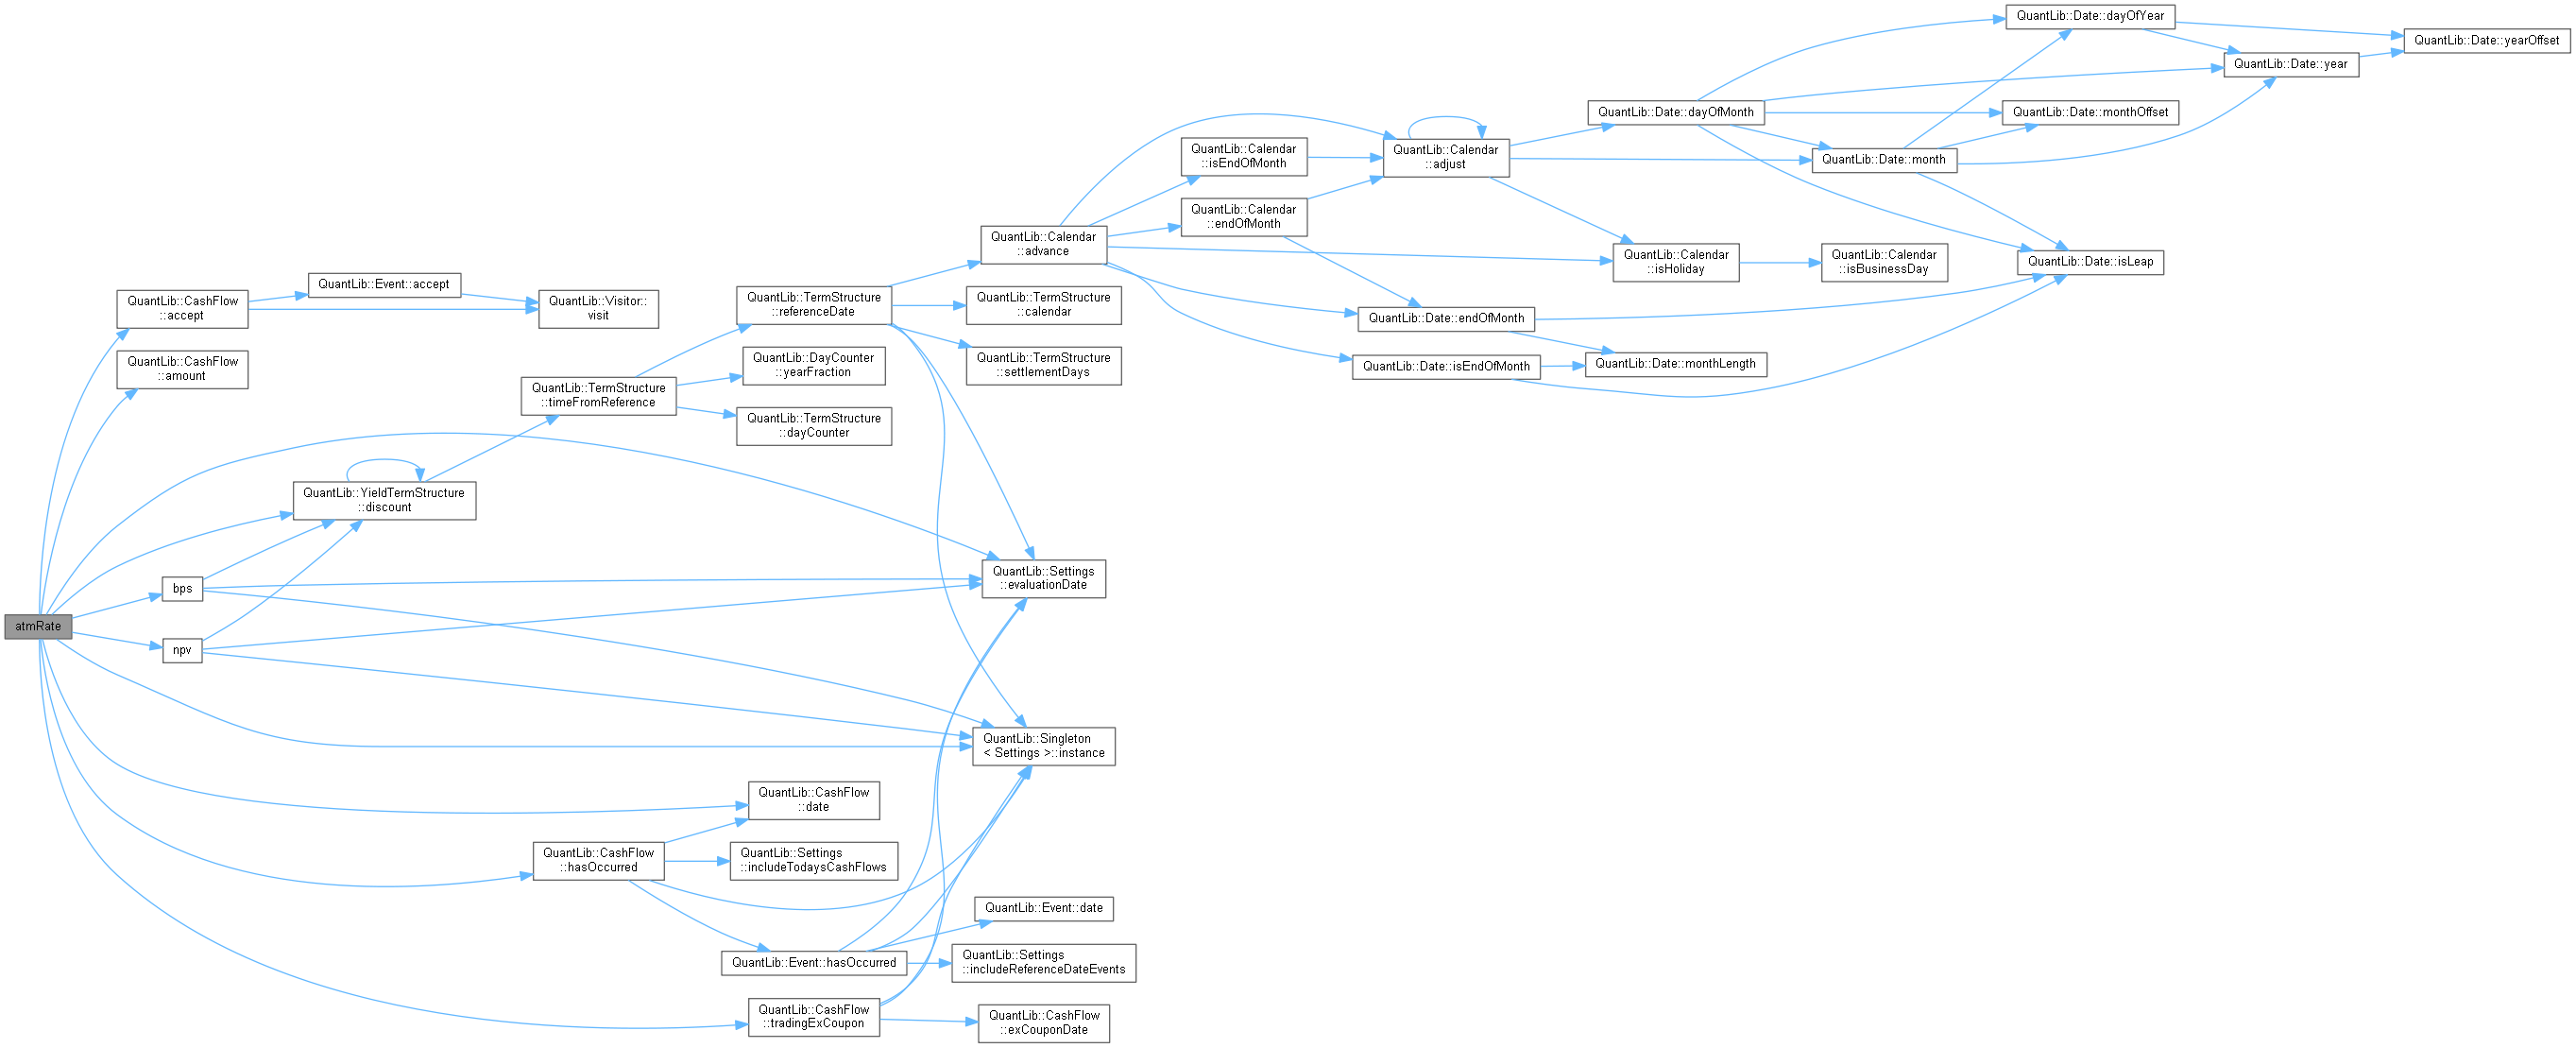 atmRate
QuantLib::CashFlow
::accept
QuantLib::Event::accept
QuantLib::Visitor::
visit
QuantLib::CashFlow
::amount
QuantLib::YieldTermStructure
::discount
bps
npv
QuantLib::TermStructure
::timeFromReference
QuantLib::TermStructure
::referenceDate
QuantLib::DayCounter
::yearFraction
QuantLib::TermStructure
::dayCounter
QuantLib::Calendar
::advance
QuantLib::TermStructure
::calendar
QuantLib::TermStructure
::settlementDays
QuantLib::Calendar
::isEndOfMonth
QuantLib::Calendar
::endOfMonth
QuantLib::Calendar
::adjust
QuantLib::Date::endOfMonth
QuantLib::Date::isEndOfMonth
QuantLib::Date::dayOfMonth
QuantLib::Date::month
QuantLib::Calendar
::isHoliday
QuantLib::Calendar
::isBusinessDay
QuantLib::Date::monthLength
QuantLib::Date::dayOfYear
QuantLib::Date::yearOffset
QuantLib::Date::year
QuantLib::Date::monthOffset
QuantLib::Date::isLeap
QuantLib::Settings
::evaluationDate
QuantLib::Singleton
< Settings >::instance
QuantLib::CashFlow
::date
QuantLib::CashFlow
::hasOccurred
QuantLib::Settings
::includeTodaysCashFlows
QuantLib::Event::hasOccurred
QuantLib::Event::date
QuantLib::Settings
::includeReferenceDateEvents
QuantLib::CashFlow
::tradingExCoupon
QuantLib::CashFlow
::exCouponDate